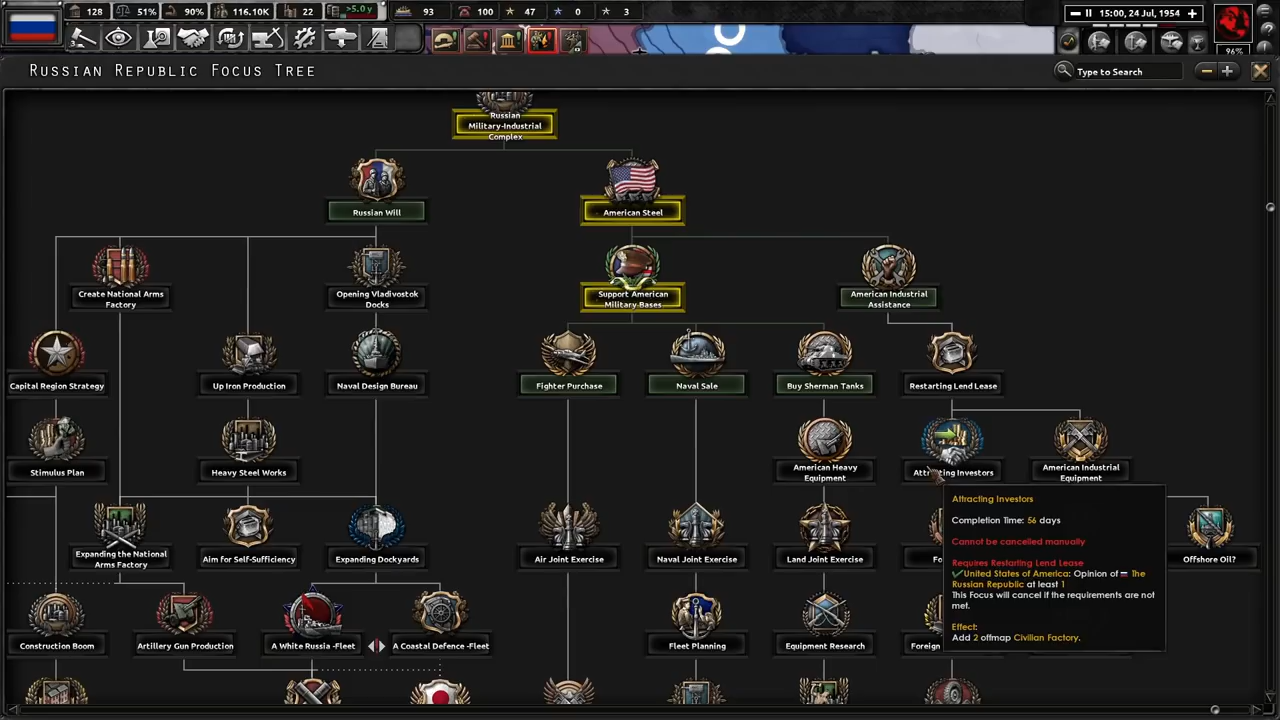 128 51% 90% 116.10K 22 >5.0 y 93 100 47 0 3 15:00, 24 Jul, 1954
96%
Russian Republic Focus Tree
Type to Search
Russian
Military-Industrial
Complex
Russian Will
American Steel
Create National Arms
Factory
Opening Vladivostok
Docks
Support American
Military Bases
American Industrial
Assistance
Capital Region Strategy
Up Iron Production
Naval Design Bureau
Fighter Purchase
Naval Sale
Buy Sherman Tanks
Restarting Lend Lease
Stimulus Plan
Heavy Steel Works
American Heavy
Equipment
Attracting Investors
American Industrial
Equipment
Attracting Investors
Completion Time: 56 days
Cannot be cancelled manually
Requires Restarting Lend Lease
United States of America: Opinion of The
Russian Republic at least 1
This Focus will cancel if the requirements are not
met.
Effect:
Add 2 offmap Civilian Factory.
Expanding the National
Arms Factory
Aim for Self-Sufficiency
Expanding Dockyards
Air Joint Exercise
Naval Joint Exercise
Land Joint Exercise
Fo
Offshore Oil?
Construction Boom
Artillery Gun Production
A White Russia -Fleet
A Coastal Defence -Fleet
Fleet Planning
Equipment Research
Foreign